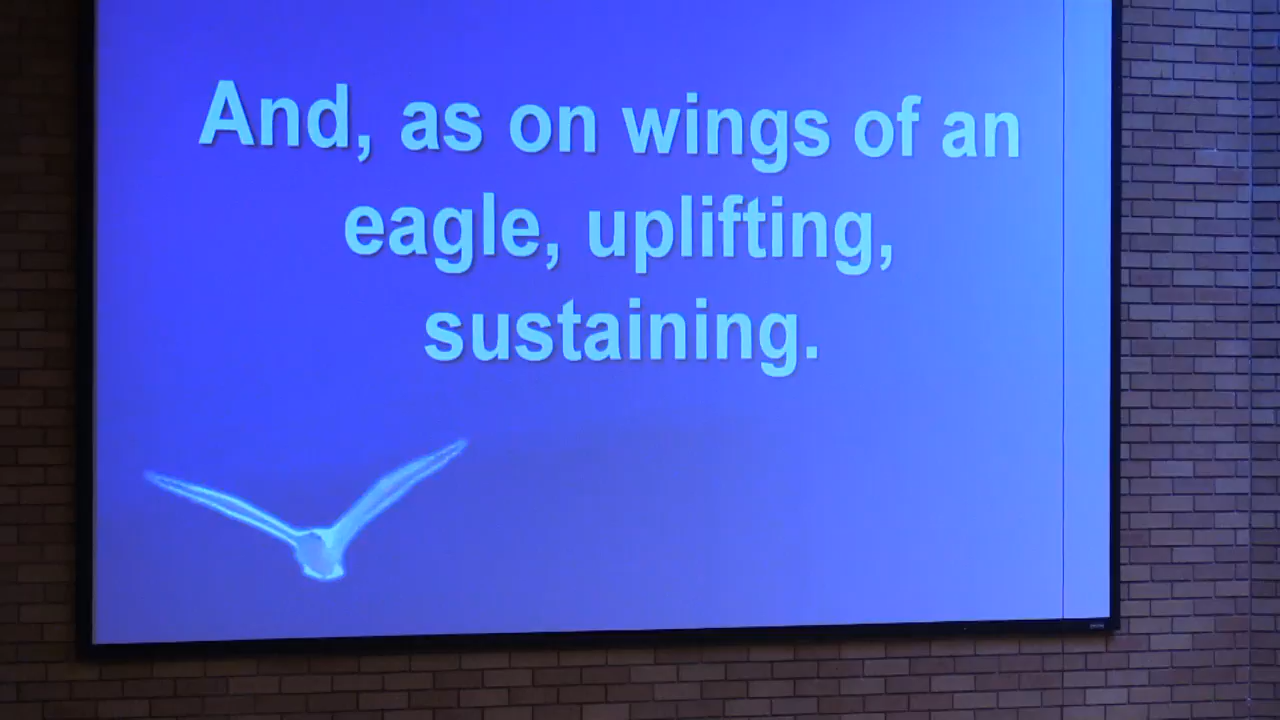 And, as on wings of an
eagle, uplifting,
sustaining.